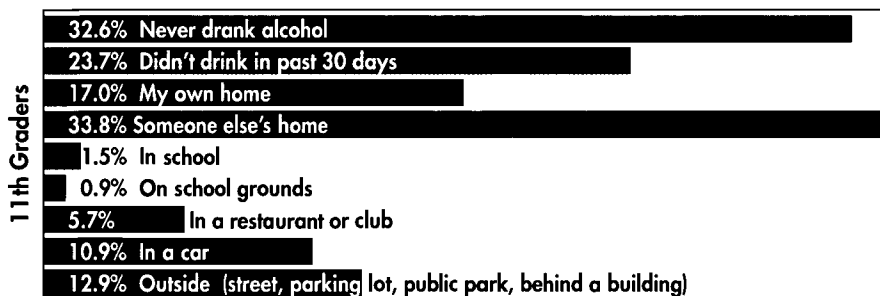 11th Graders
32.6% Never drank alcohol
23.7% Didn't drink in past 30 days
17.0% My own home
33.8% Someone else's home
1.5% In school
0.9% On school grounds
5.7% In a restaurant or club
10.9% In a car
12.9% Outside (street, parking lot, public park, behind a building)